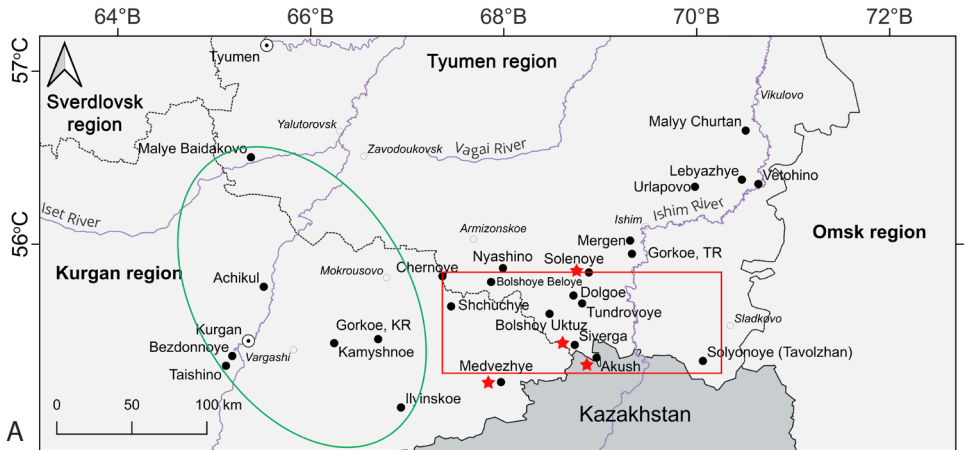 64°B 66°B 68°B 70°B 72°B
57°C
56°C
Tyumen
Tyumen region
Sverdlovsk
region
Vikulovo
Yalutorovsk
Malyy Churtan
Malye Baidakovo
Zavodoukovsk
Vagai River
Lebyazhye
Vetohino
Urlapovo
Iset River
Ishim River
Ishim
Armizonskoe
Omsk region
Mergen
Gorkoe, TR
Nyashino
Solenoye
Kurgan region
Mokrousovo
Chernoye
Achikul
Bolshoye Beloye
Dolgoe
Shchuchye
Tundrovoye
Sladkovo
Bolshoy Uktuz
Kurgan
Gorkoe, KR
Siverga
Bezdonnoye
Vargashi
Kamyshnoe
Solyonoye (Tavolzhan)
Taishino
Medvezhye
Akush
Ilvinskoe
0 50 100 km
Kazakhstan
A